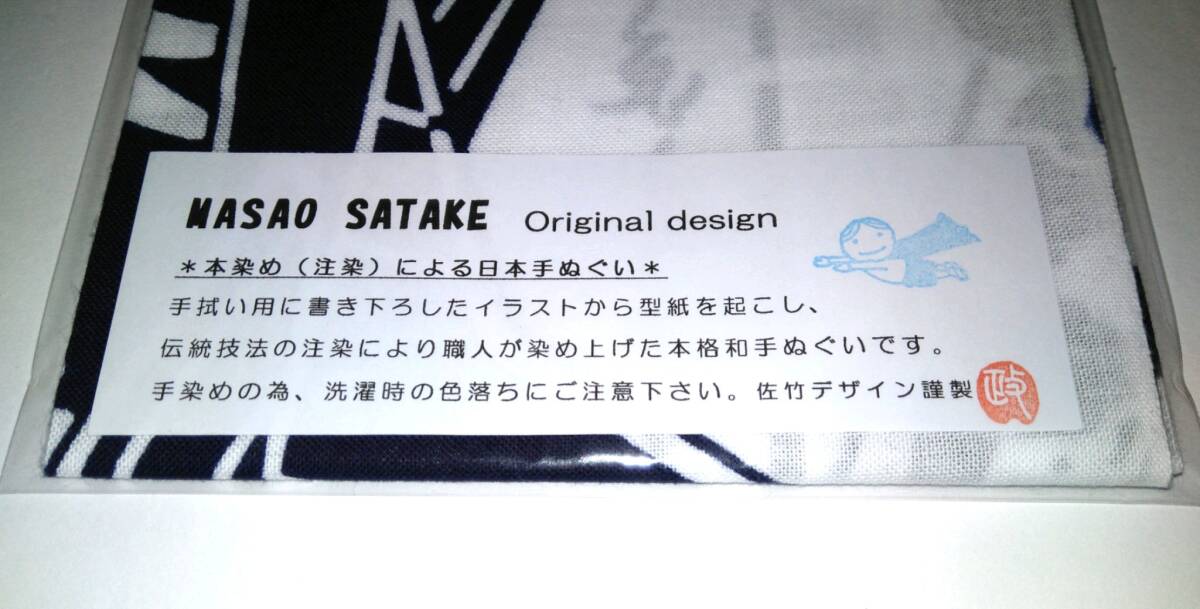 MASAO SATAKE Original design
＊本染め（注染）による日本手ぬぐい＊
手拭い用に書き下ろしたイラストから型紙を起こし、
伝統技法の注染により職人が染め上げた本格和手ぬぐいです。
手染めの為、洗濯時の色落ちにご注意下さい。佐竹デザイン謹製
政